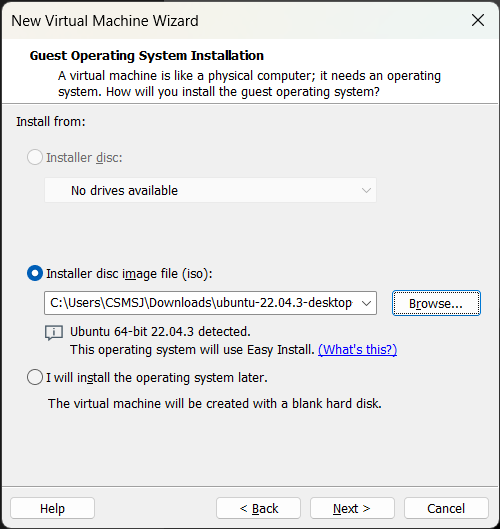 New Virtual Machine Wizard
Guest Operating System Installation
A virtual machine is like a physical computer; it needs an operating
system. How will you install the guest operating system?
Install from:
Installer disc:
No drives available
Installer disc image file (iso):
C:\Users\CSMSJ\Downloads\ubuntu-22.04.3-desktop-
Browse...
Ubuntu 64-bit 22.04.3 detected.
This operating system will use Easy Install. (What's this?)
I will install the operating system later.
The virtual machine will be created with a blank hard disk.
Help
< Back
Next >
Cancel